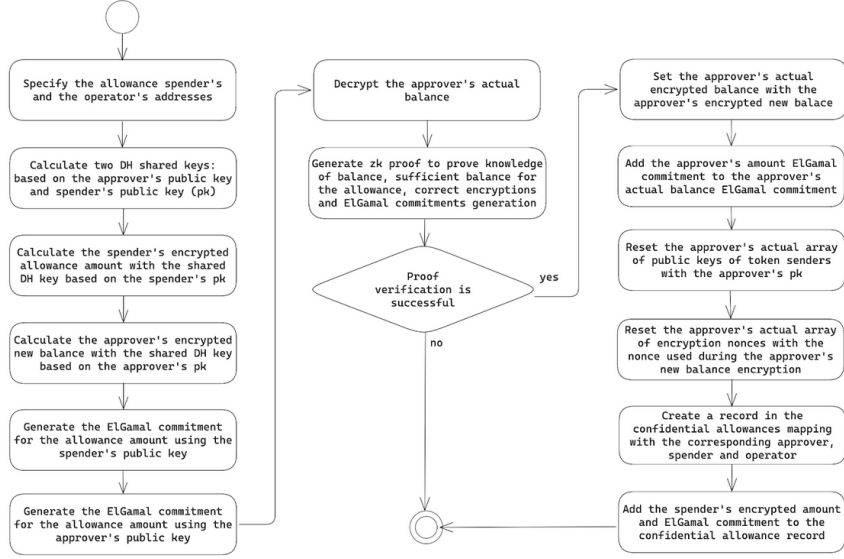 Specify the allowance spender's
and the operator's addresses
Calculate two DH shared keys:
based on the approver's public key
and spender's public key (pk)
Calculate the spender's encrypted
allowance amount with the shared
DH key based on the spender's pk
Calculate the approver's encrypted
new balance with the shared DH key
based on the approver's pk
Generate the ElGamal commitment
for the allowance amount using the
spender's public key
Generate the ElGamal commitment
for the allowance amount using the
approver's public key
Decrypt the approver's actual
balance
Generate zk proof to prove knowledge
of balance, sufficient balance for
the allowance, correct encryptions
and ElGamal commitments generation
Proof
verification is
successful
yes
no
Set the approver's actual
encrypted balance with the
approver's encrypted new balace
Add the approver's amount ElGamal
commitment to the approver's
actual balance ElGamal commitment
Reset the approver's actual array
of public keys of token senders
with the approver's pk
Reset the approver's actual array
of encryption nonces with the
nonce used during the approver's
new balance encryption
Create a record in the
confidential allowances mapping
with the corresponding approver,
spender and operator
Add the spender's encrypted amount
and ElGamal commitment to the
confidential allowance record